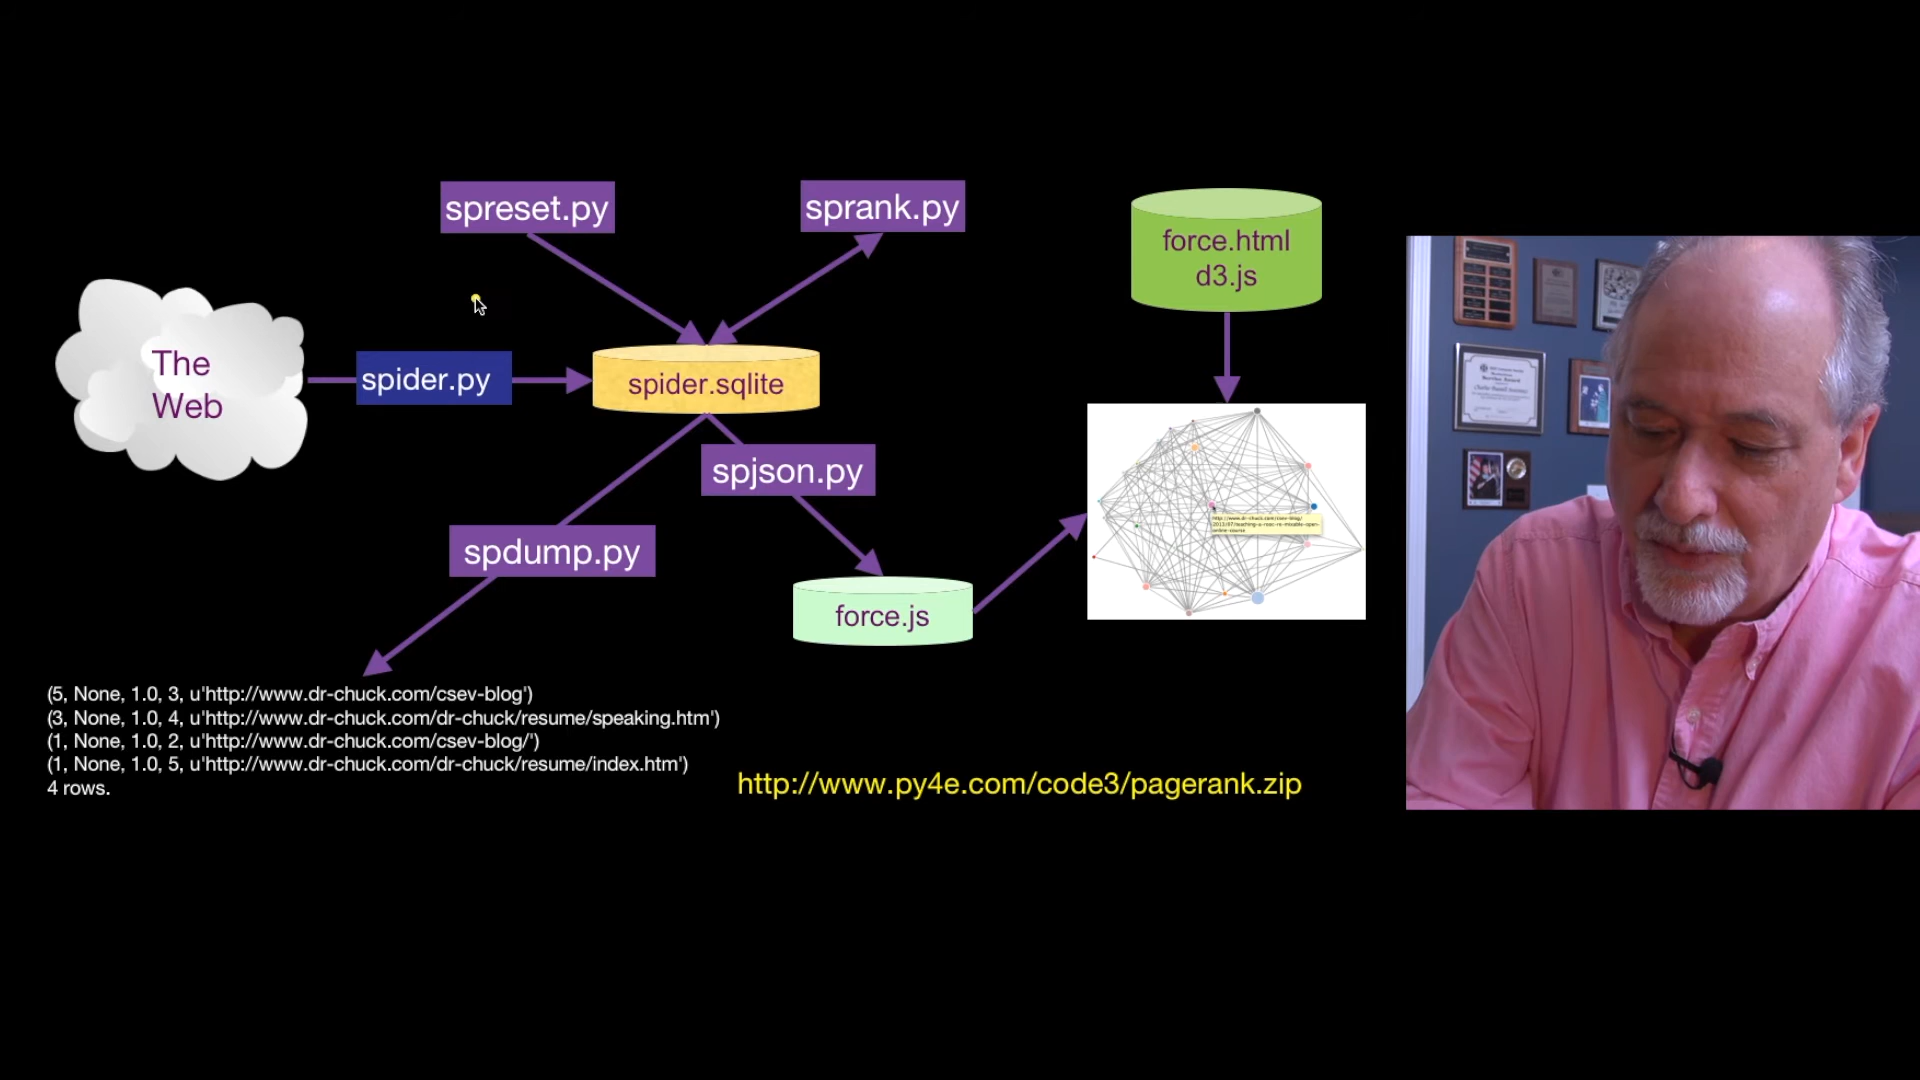 spreset.py
sprank.py
force.html
d3.js
The
Web
spider.py
spider.sqlite
spjson.py
spdump.py
force.js
(5, None, 1.0, 3, u'http://www.dr-chuck.com/csev-blog')
(3, None, 1.0, 4, u'http://www.dr-chuck.com/dr-chuck/resume/speaking.htm')
(1, None, 1.0, 2, u'http://www.dr-chuck.com/csev-blog/')
(1, None, 1.0, 5, u'http://www.dr-chuck.com/dr-chuck/resume/index.htm')
4 rows.
http://www.py4e.com/code3/pagerank.zip